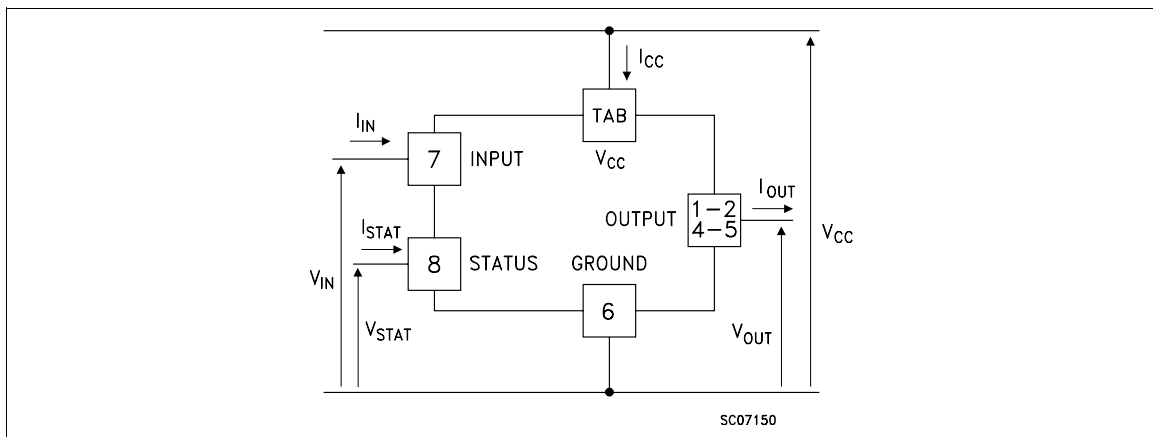 I_CC
TAB
V_CC
I_IN
7 INPUT
I_OUT
OUTPUT
1-2
4-5
V_CC
I_STAT
8 STATUS
GROUND
6
V_IN
V_STAT
V_OUT
SC07150